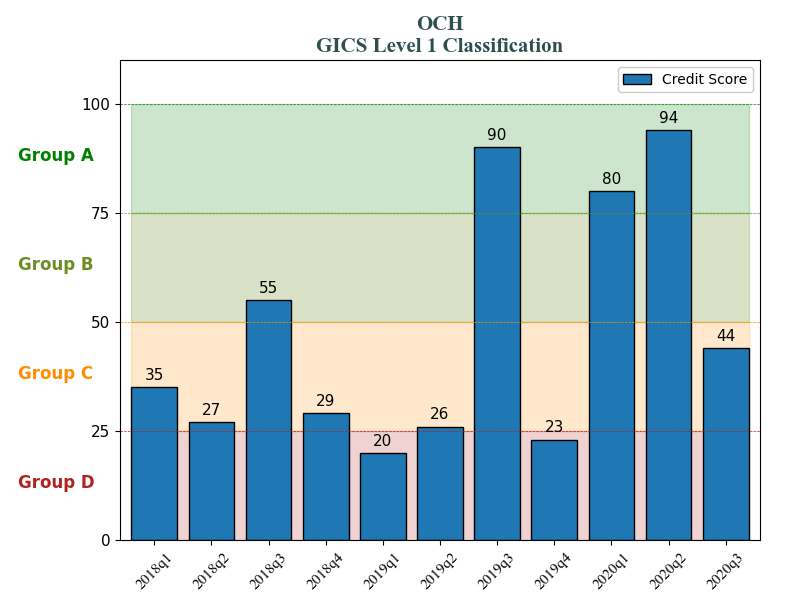 OCH
GICS Level 1 Classification
Credit Score
100
75
50
25
0
Group A
Group B
Group C
Group D
35
27
55
29
20
26
90
23
80
94
44
2018q1
2018q2
2018q3
2018q4
2019q1
2019q2
2019q3
2019q4
2020q1
2020q2
2020q3